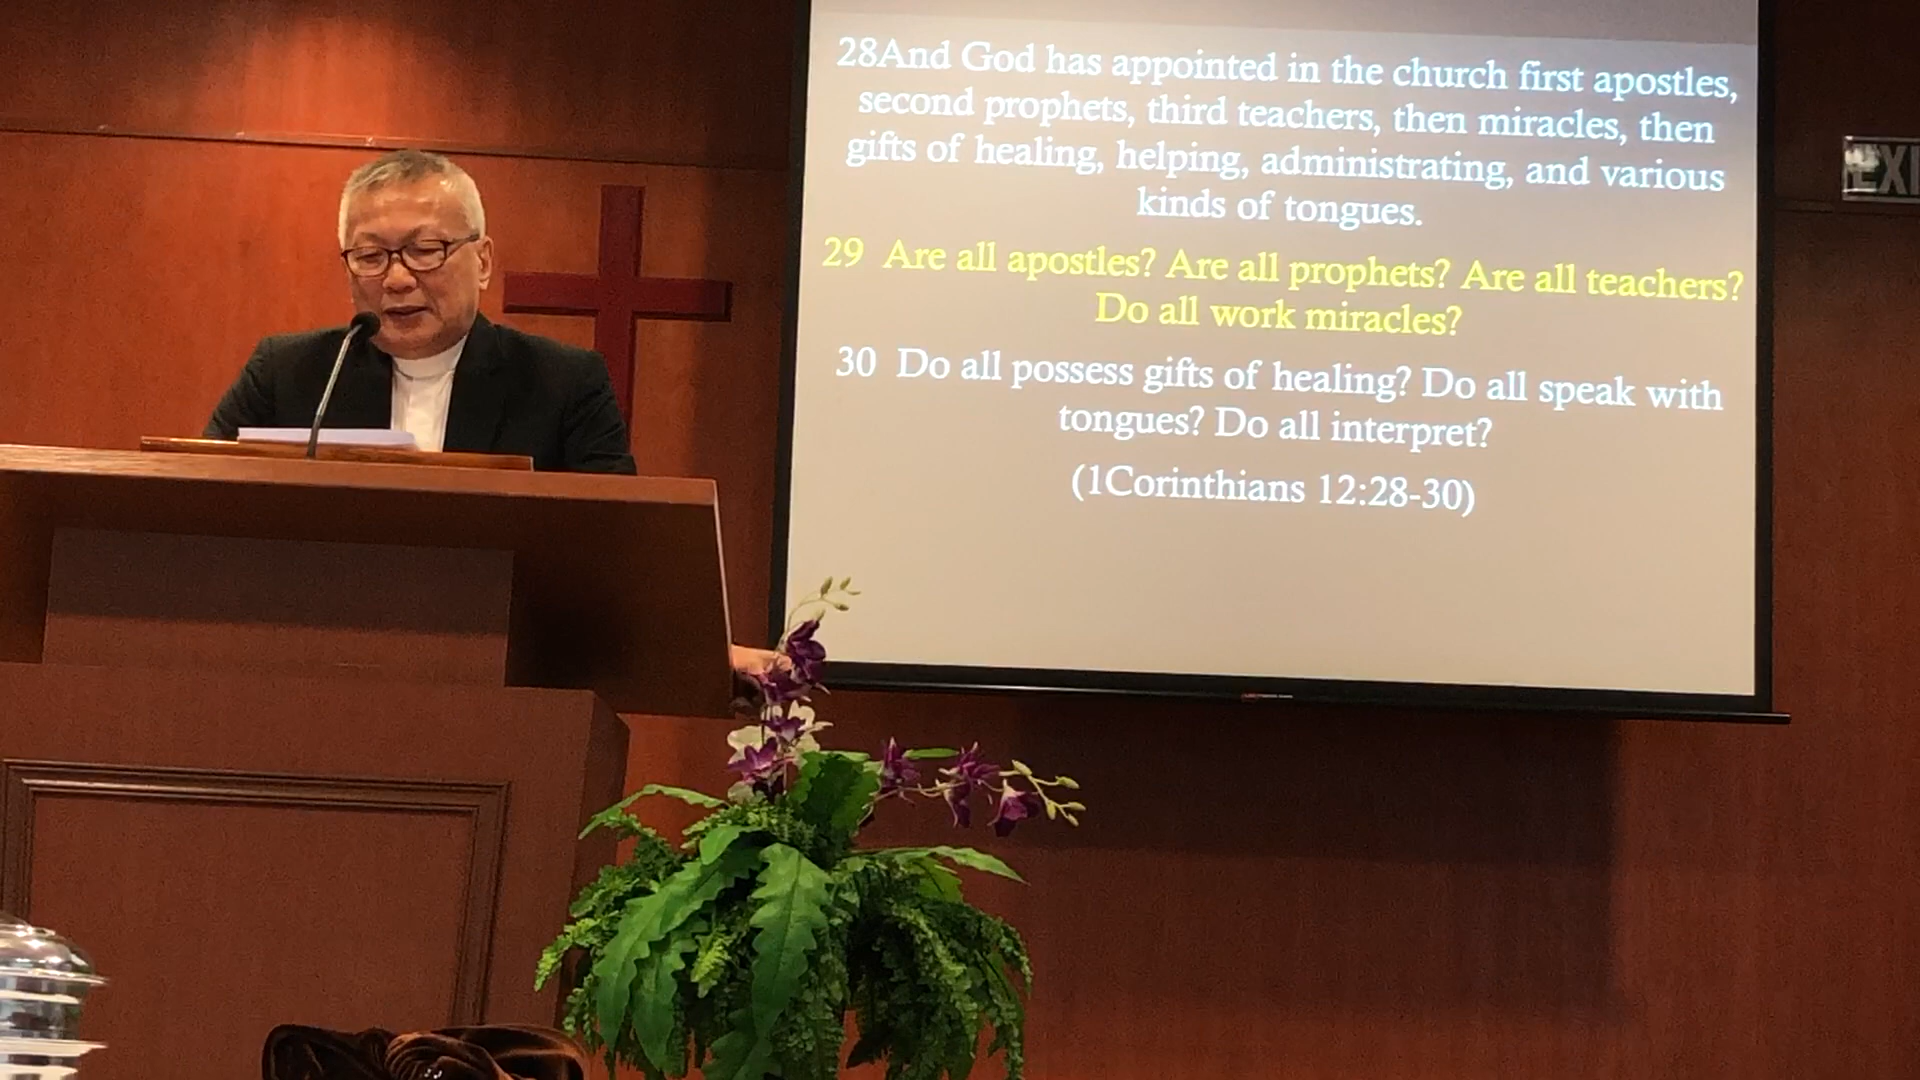 28And God has appointed in the church first apostles,
second prophets, third teachers, then miracles, then
gifts of healing, helping, administrating, and various
kinds of tongues.
29 Are all apostles? Are all prophets? Are all teachers?
Do all work miracles?
30 Do all possess gifts of healing? Do all speak with
tongues? Do all interpret?
(1Corinthians 12:28-30)
EXI